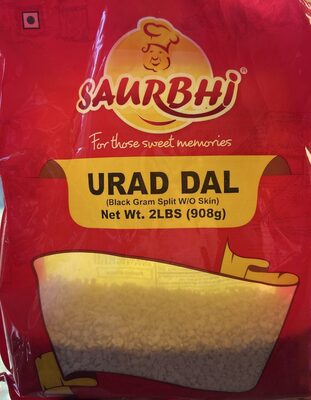 SAURBHI®
For those sweet memories
URAD DAL
(Black Gram Split W/O Skin)
Net Wt. 2LBS (908g)